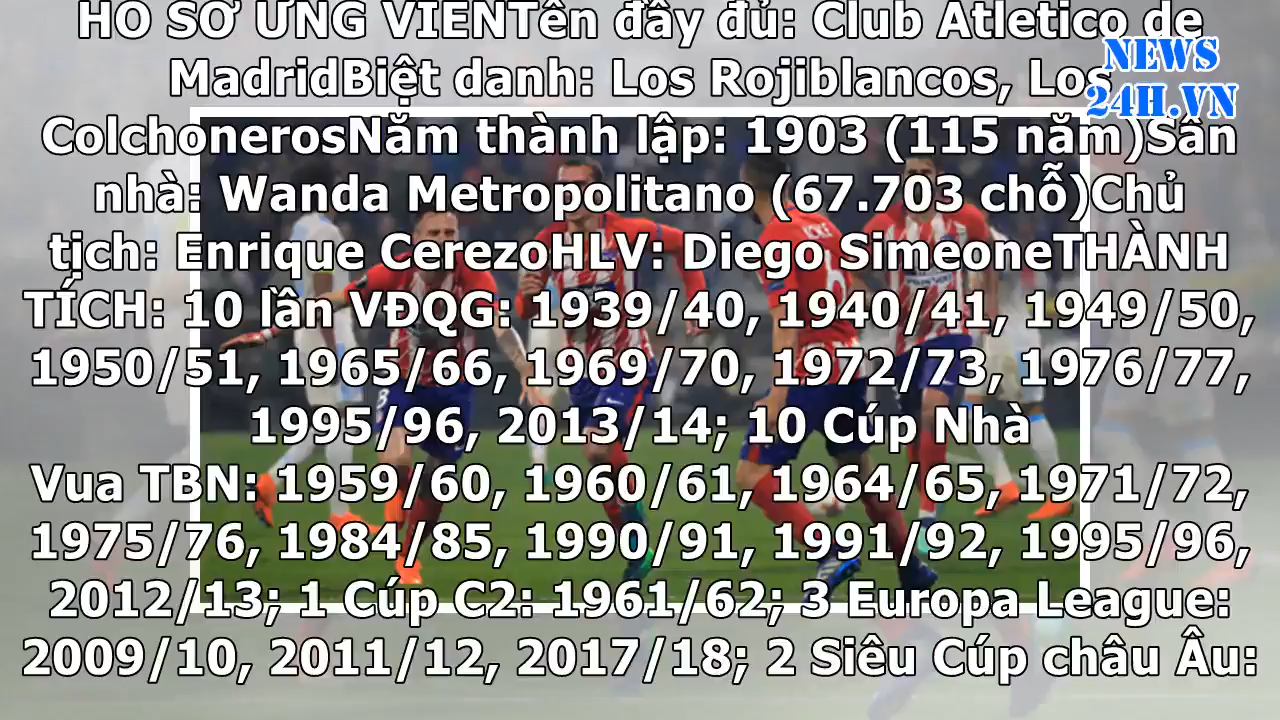 HỒ SƠ ỨNG VIÊNTên đầy đủ: Club Atletico de
MadridBiệt danh: Los Rojiblancos, Los
ColchonerosNăm thành lập: 1903 (115 năm)Sân
nhà: Wanda Metropolitano (67.703 chỗ)Chủ
tịch: Enrique CerezoHLV: Diego SimeoneTHÀNH
TÍCH: 10 lần VĐQG: 1939/40, 1940/41, 1949/50,
1950/51, 1965/66, 1969/70, 1972/73, 1976/77,
1995/96, 2013/14; 10 Cúp Nhà
Vua TBN: 1959/60, 1960/61, 1964/65, 1971/72,
1975/76, 1984/85, 1990/91, 1991/92, 1995/96,
2012/13; 1 Cúp C2: 1961/62; 3 Europa League:
2009/10, 2011/12, 2017/18; 2 Siêu Cúp châu Âu:
NEWS
24H.VN